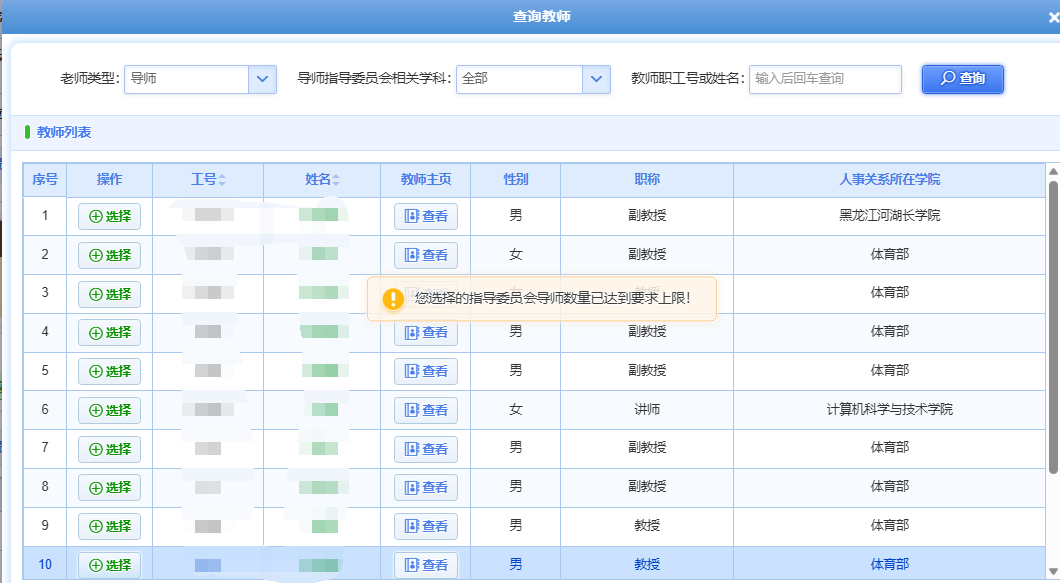 查询教师
老师类型: 导师 导师指导委员会相关学科: 全部 教师职工号或姓名: 输入后回车查询 查询
教师列表
序号 操作 工号 姓名 教师主页 性别 职称 人事关系所在学院
1 选择 查看 男 副教授 黑龙江河湖长学院
2 选择 查看 女 副教授 体育部
3 选择 体育部
您选择的指导委员会导师数量已达到要求上限!
4 选择 查看 男 副教授 体育部
5 选择 查看 男 副教授 体育部
6 选择 查看 女 讲师 计算机科学与技术学院
7 选择 查看 男 副教授 体育部
8 选择 查看 男 副教授 体育部
9 选择 查看 男 教授 体育部
10 选择 查看 男 教授 体育部